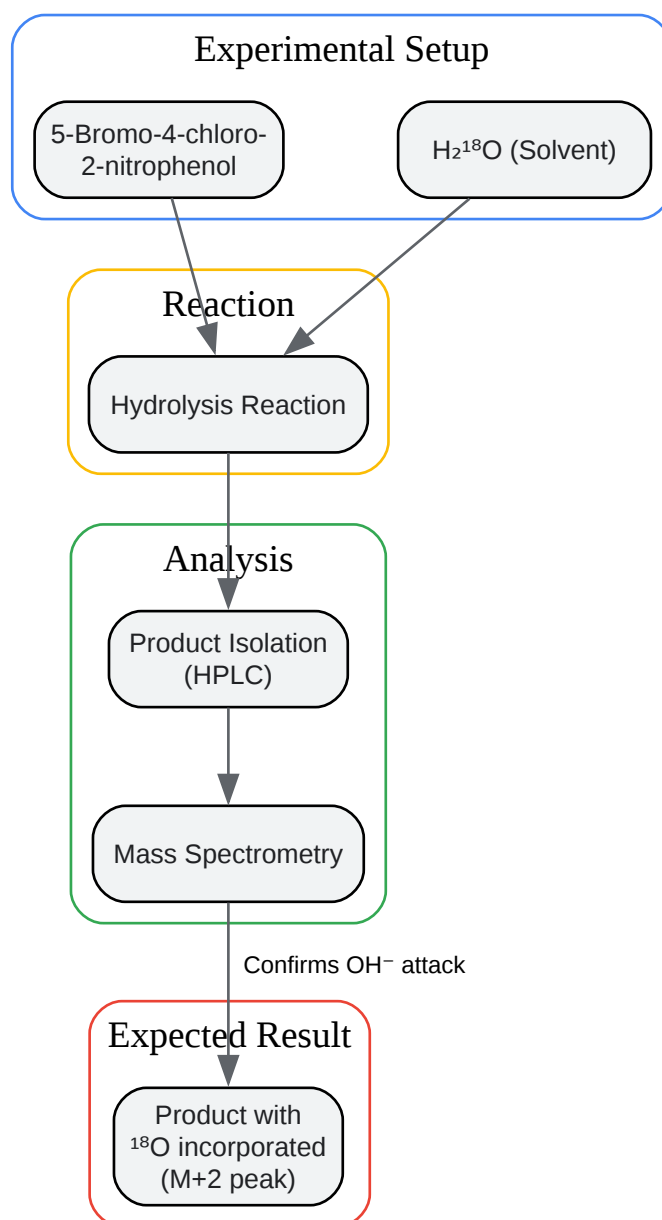 Experimental Setup
5-Bromo-4-chloro-
2-nitrophenol
H₂¹⁸O (Solvent)
Reaction
Hydrolysis Reaction
Analysis
Product Isolation
(HPLC)
Mass Spectrometry
Confirms OH⁻ attack
Expected Result
Product with
¹⁸O incorporated
(M+2 peak)